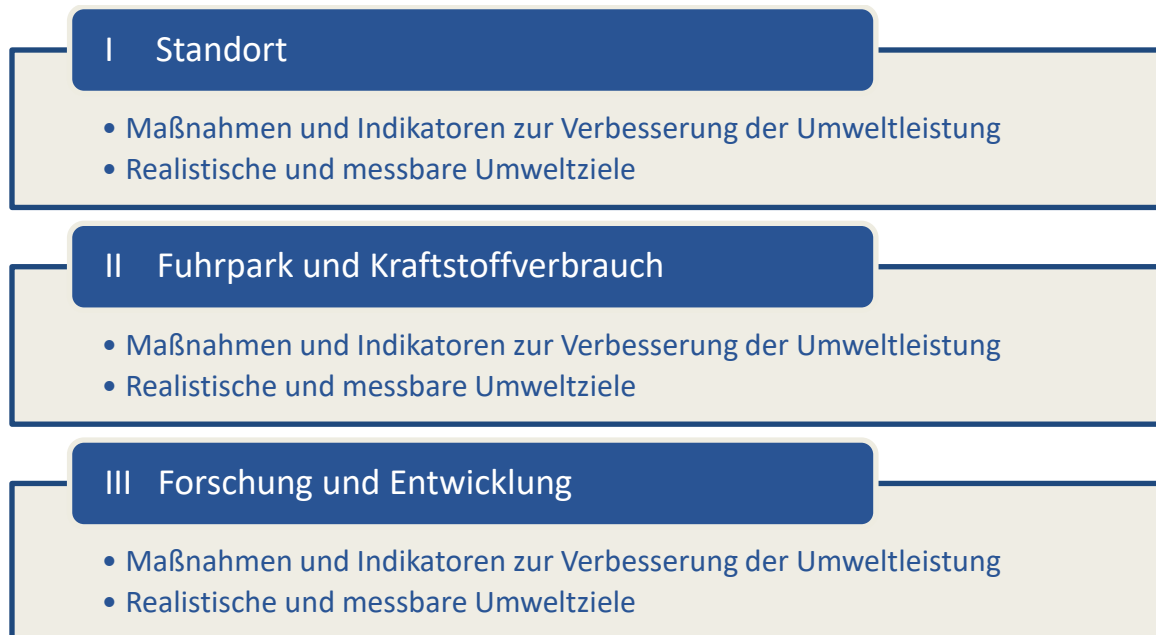 I Standort
• Maßnahmen und Indikatoren zur Verbesserung der Umweltleistung
• Realistische und messbare Umweltziele
II Fuhrpark und Kraftstoffverbrauch
• Maßnahmen und Indikatoren zur Verbesserung der Umweltleistung
• Realistische und messbare Umweltziele
III Forschung und Entwicklung
• Maßnahmen und Indikatoren zur Verbesserung der Umweltleistung
• Realistische und messbare Umweltziele